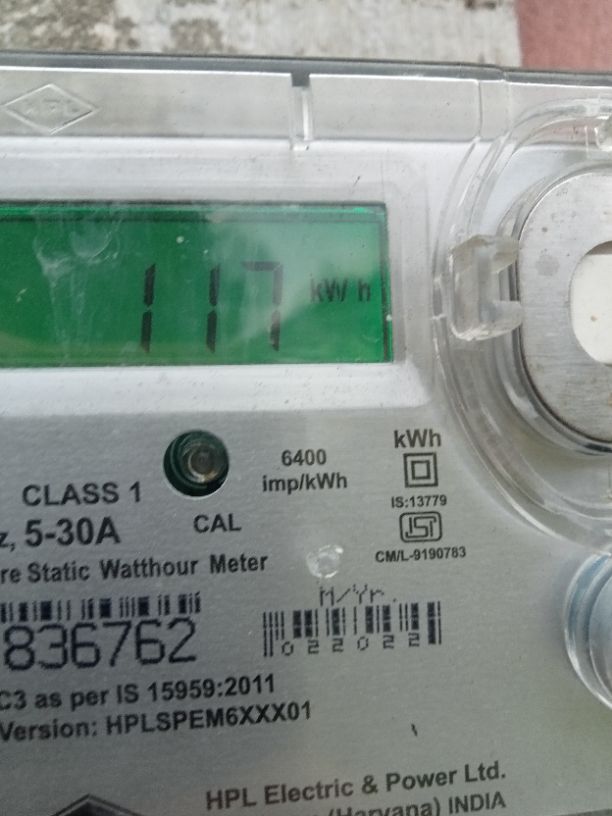 HPL
117 kWh
6400
imp/kWh
kWh
IS:13779
CLASS 1
z, 5-30A
CAL
CM/L-9190783
re Static Watthour Meter
M/Yr.
836762
022022
C3 as per IS 15959:2011
Version: HPLSPEM6XXX01
HPL Electric & Power Ltd.
(Haryana) INDIA